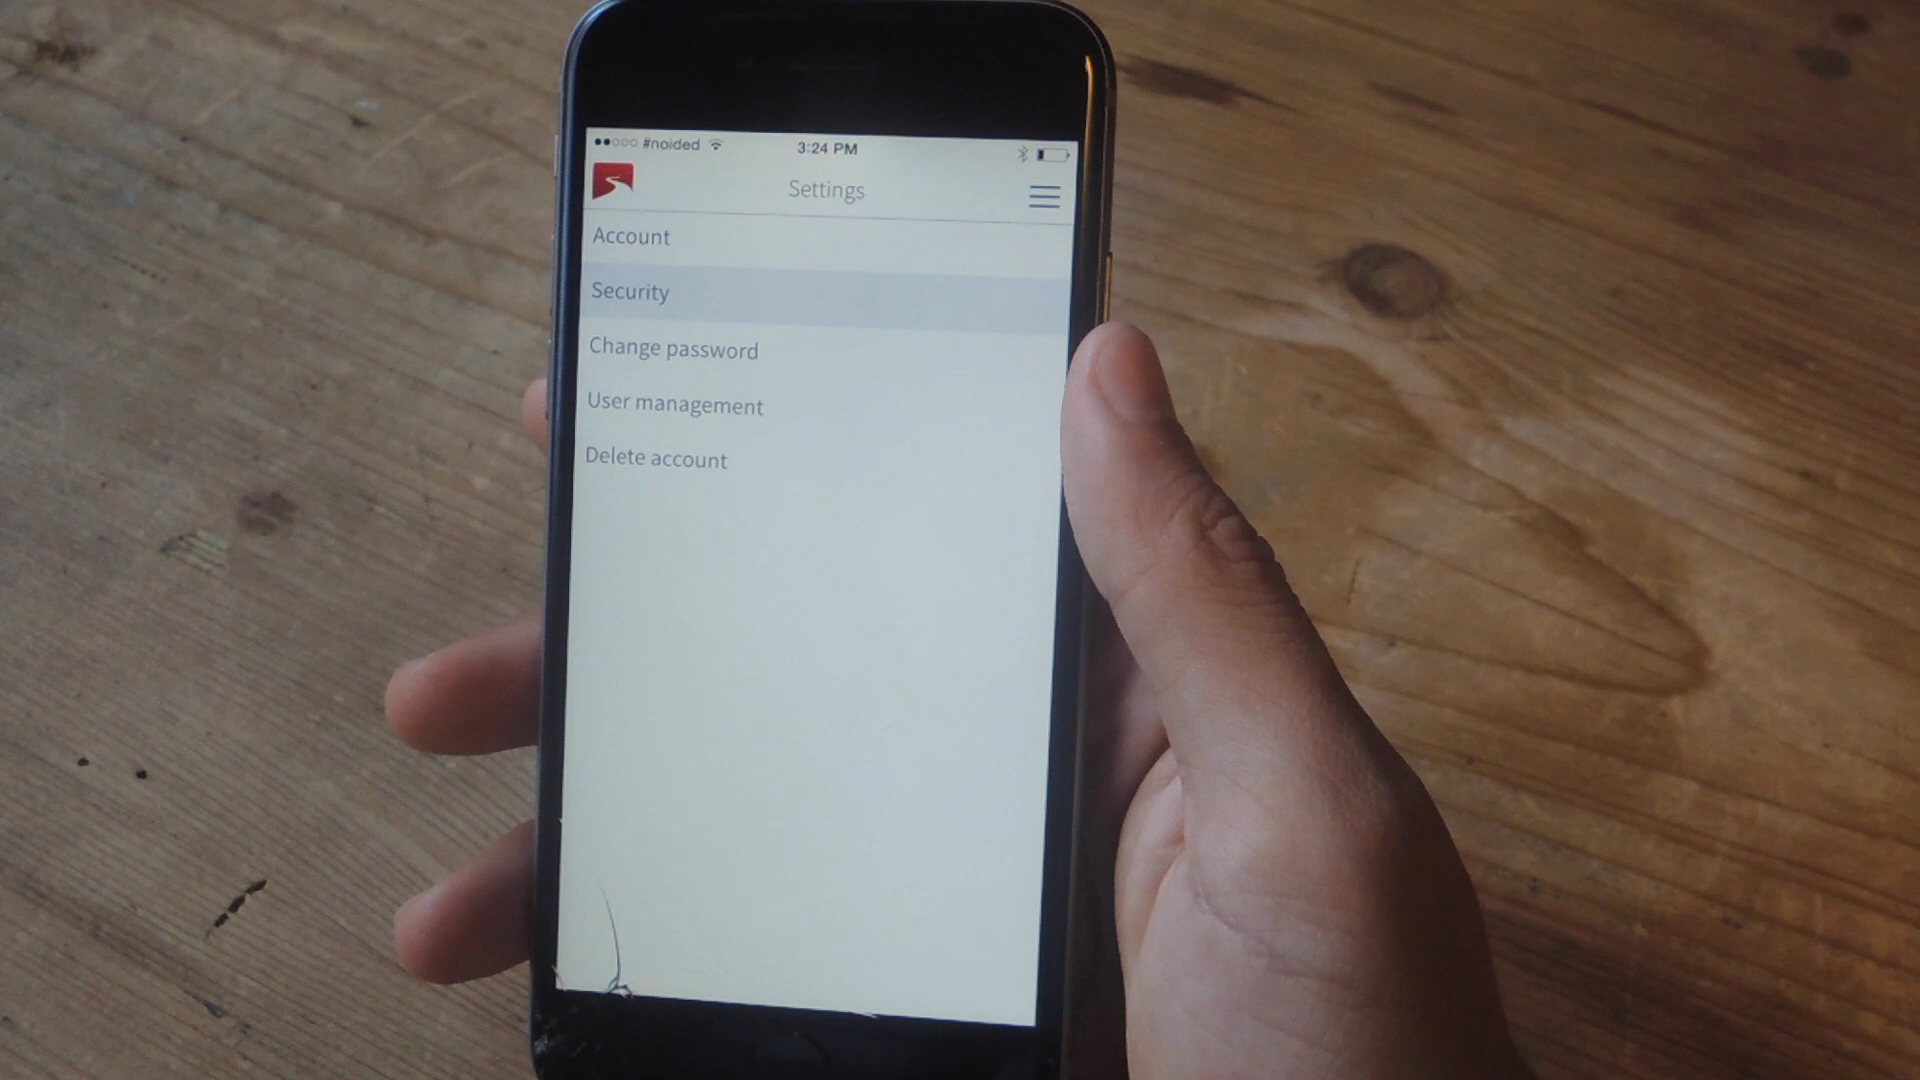 #noided 3:24 PM
Settings
Account
Security
Change password
User management
Delete account